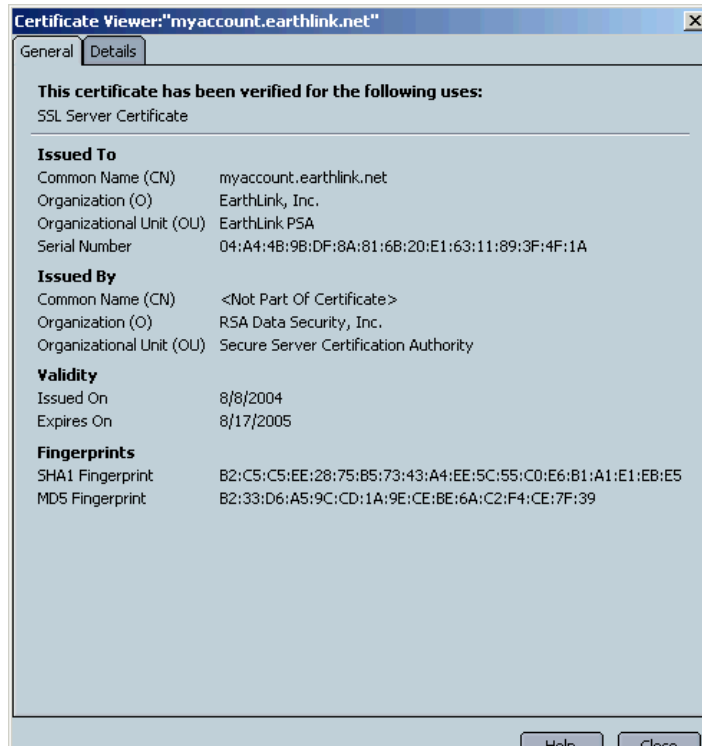 Certificate Viewer:"myaccount.earthlink.net"
General Details
This certificate has been verified for the following uses:
SSL Server Certificate
Issued To
Common Name (CN) myaccount.earthlink.net
Organization (O) EarthLink, Inc.
Organizational Unit (OU) EarthLink PSA
Serial Number 04:A4:4B:9B:DF:8A:81:6B:20:E1:63:11:89:3F:4F:1A
Issued By
Common Name (CN) <Not Part Of Certificate>
Organization (O) RSA Data Security, Inc.
Organizational Unit (OU) Secure Server Certification Authority
Validity
Issued On 8/8/2004
Expires On 8/17/2005
Fingerprints
SHA1 Fingerprint B2:C5:C5:EE:28:75:B5:73:43:A4:EE:5C:55:C0:E6:B1:A1:E1:EB:E5
MD5 Fingerprint B2:33:D6:A5:9C:CD:1A:9E:CE:BE:6A:C2:F4:CE:7F:39
Help Close